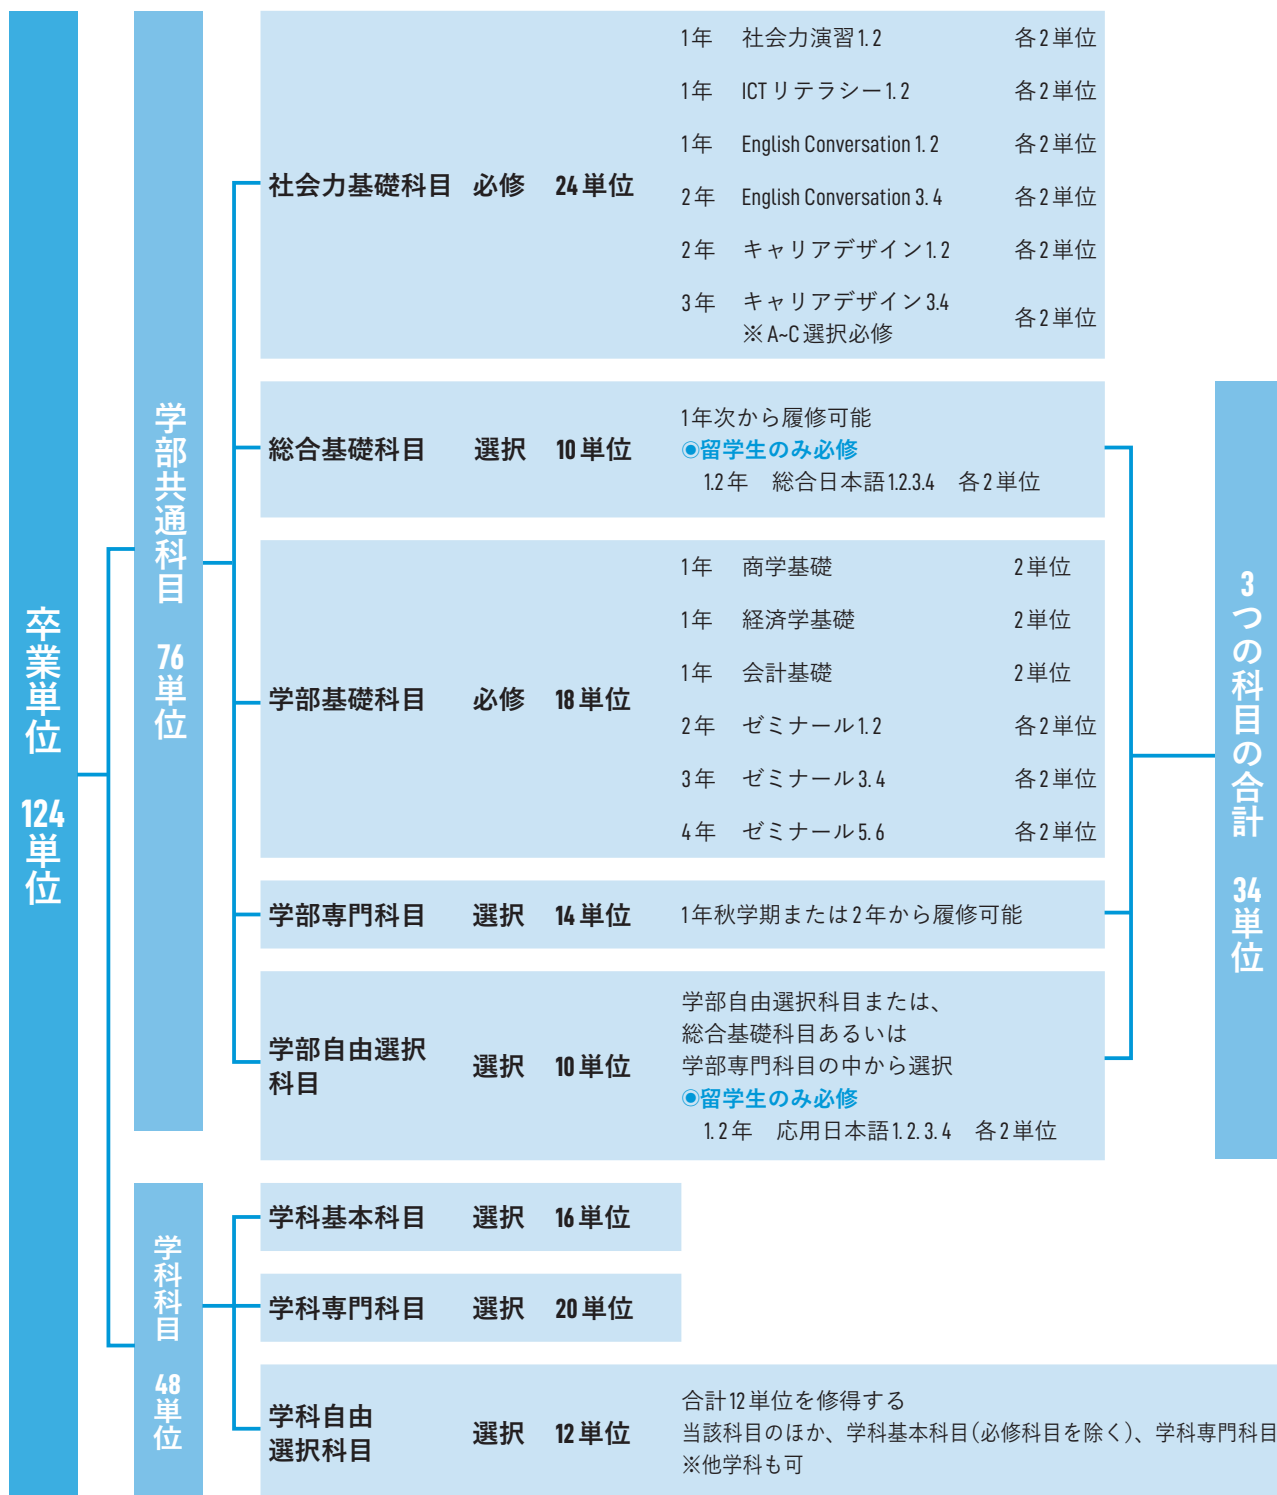 卒業単位 124単位
学部共通科目 76単位
社会力基礎科目 必修 24単位
1年 社会力演習1. 2 各2単位
1年 ICTリテラシー1. 2 各2単位
1年 English Conversation 1. 2 各2単位
2年 English Conversation 3. 4 各2単位
2年 キャリアデザイン1. 2 各2単位
3年 キャリアデザイン3.4 各2単位
※A~C選択必修
総合基礎科目 選択 10単位
1年次から履修可能
◉留学生のみ必修
1.2年 総合日本語1.2.3.4 各2単位
学部基礎科目 必修 18単位
1年 商学基礎 2単位
1年 経済学基礎 2単位
1年 会計基礎 2単位
2年 ゼミナール1. 2 各2単位
3年 ゼミナール3. 4 各2単位
4年 ゼミナール5. 6 各2単位
学部専門科目 選択 14単位 1年秋学期または2年から履修可能
学部自由選択
科目
選択 10単位
学部自由選択科目または、
総合基礎科目あるいは
学部専門科目の中から選択
◉留学生のみ必修
1. 2年 応用日本語1. 2. 3. 4 各2単位
3つの科目の合計 34単位
学科科目 48単位
学科基本科目 選択 16単位
学科専門科目 選択 20単位
学科自由
選択科目
選択 12単位
合計12単位を修得する
当該科目のほか、学科基本科目(必修科目を除く)、学科専門科目
※他学科も可